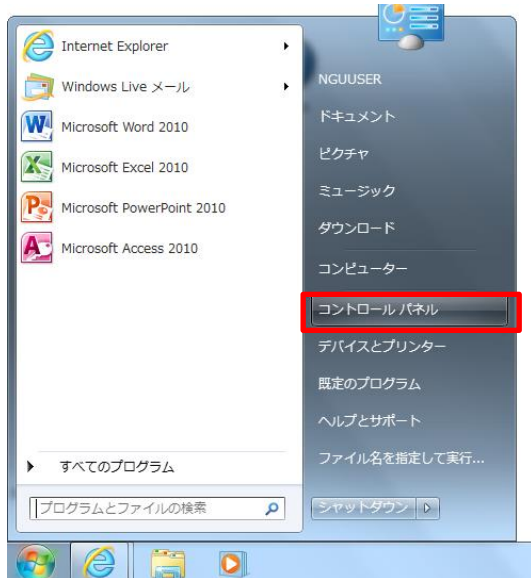 Internet Explorer
Windows Live メール
Microsoft Word 2010
Microsoft Excel 2010
Microsoft PowerPoint 2010
Microsoft Access 2010
すべてのプログラム
プログラムとファイルの検索
NGUUSER
ドキュメント
ピクチャ
ミュージック
ダウンロード
コンピューター
コントロール パネル
デバイスとプリンター
既定のプログラム
ヘルプとサポート
ファイル名を指定して実行...
シャットダウン